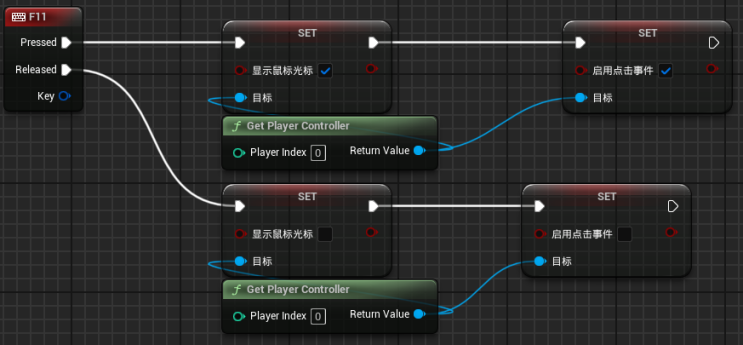 F11
Pressed
Released
Key
SET
显示鼠标光标
目标
SET
启用点击事件
目标
f Get Player Controller
Player Index 0
Return Value
SET
显示鼠标光标
目标
SET
启用点击事件
目标
f Get Player Controller
Player Index 0
Return Value